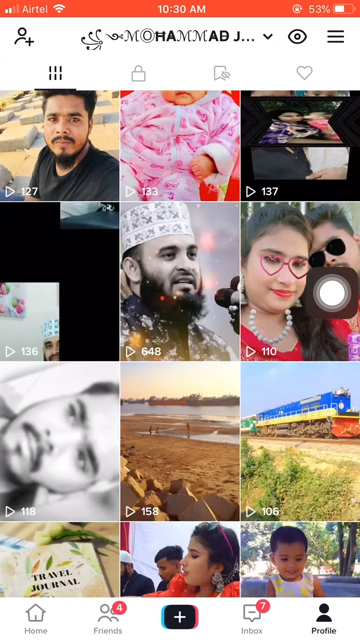 Airtel 10:30 AM 53%
꧁༺ℳⓄĦAℳℳAĐ J...
127 133 137
136 648 110
118 158 106
TRAVEL
JOURNAL
4 7
Home Friends Inbox Profile